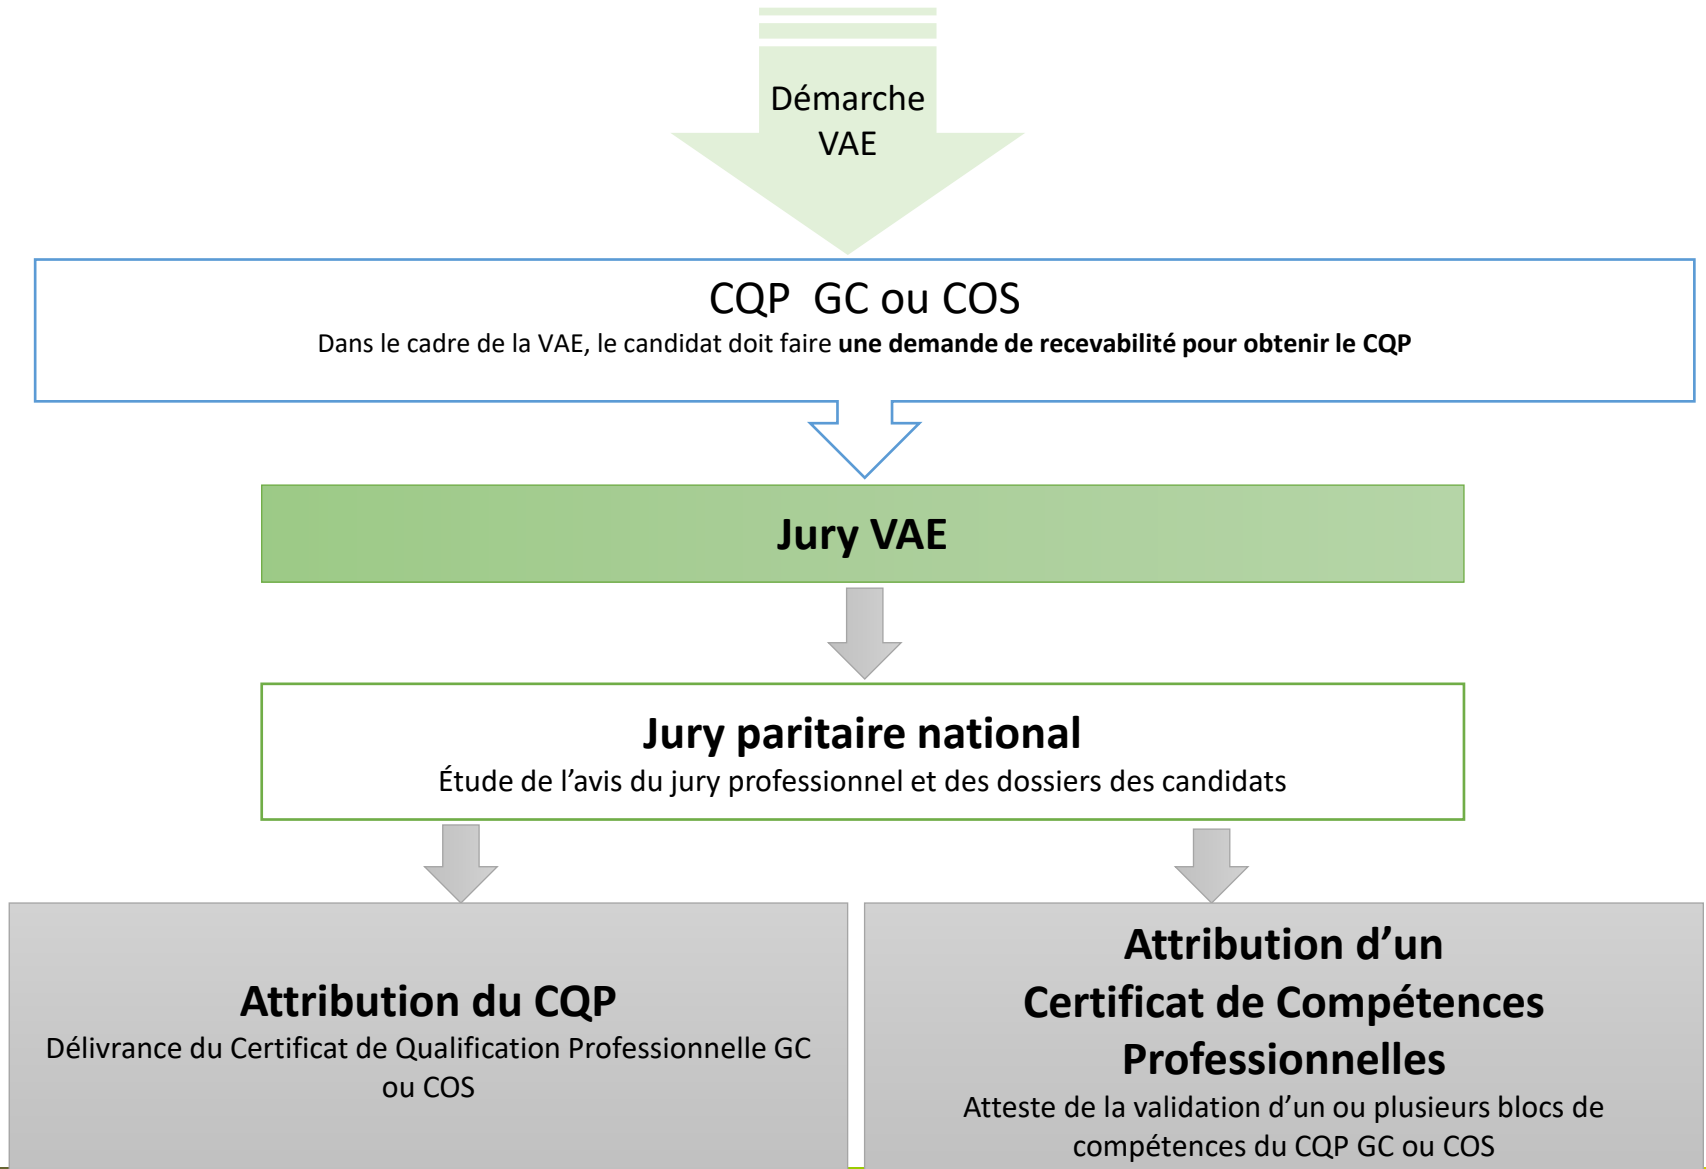 Démarche
VAE
CQP  GC ou COS
Dans le cadre de la VAE, le candidat doit faire une demande de recevabilité pour obtenir le CQP
Jury VAE
Jury paritaire national
Étude de l’avis du jury professionnel et des dossiers des candidats
Attribution du CQP
Délivrance du Certificat de Qualification Professionnelle GC
ou COS
Attribution d’un
Certificat de Compétences
Professionnelles
Atteste de la validation d’un ou plusieurs blocs de
compétences du CQP GC ou COS